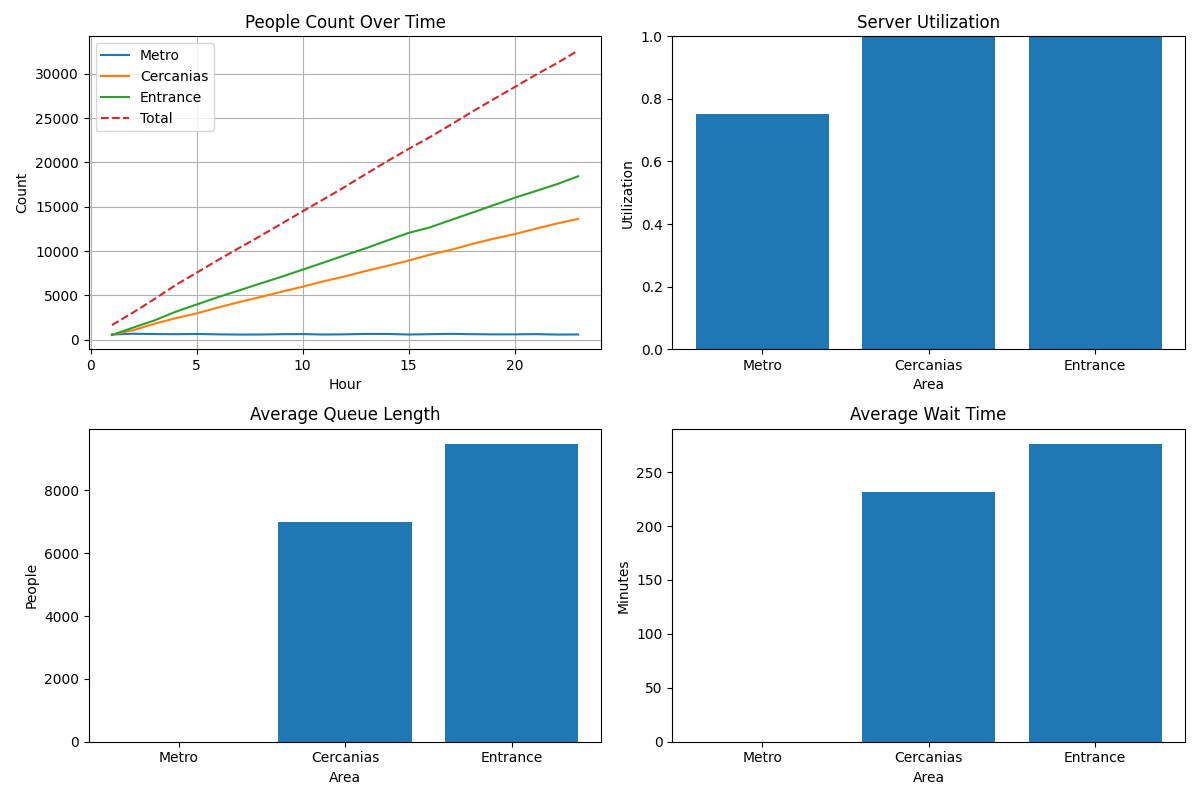 People Count Over Time
Metro
Cercanias
Entrance
Total
30000
25000
20000
15000
10000
5000
0
Count
0 5 10 15 20
Hour
Server Utilization
1.0
0.8
0.6
0.4
0.2
0.0
Utilization
Metro Cercanias Entrance
Area
Average Queue Length
8000
6000
4000
2000
0
People
Metro Cercanias Entrance
Area
Average Wait Time
250
200
150
100
50
0
Minutes
Metro Cercanias Entrance
Area